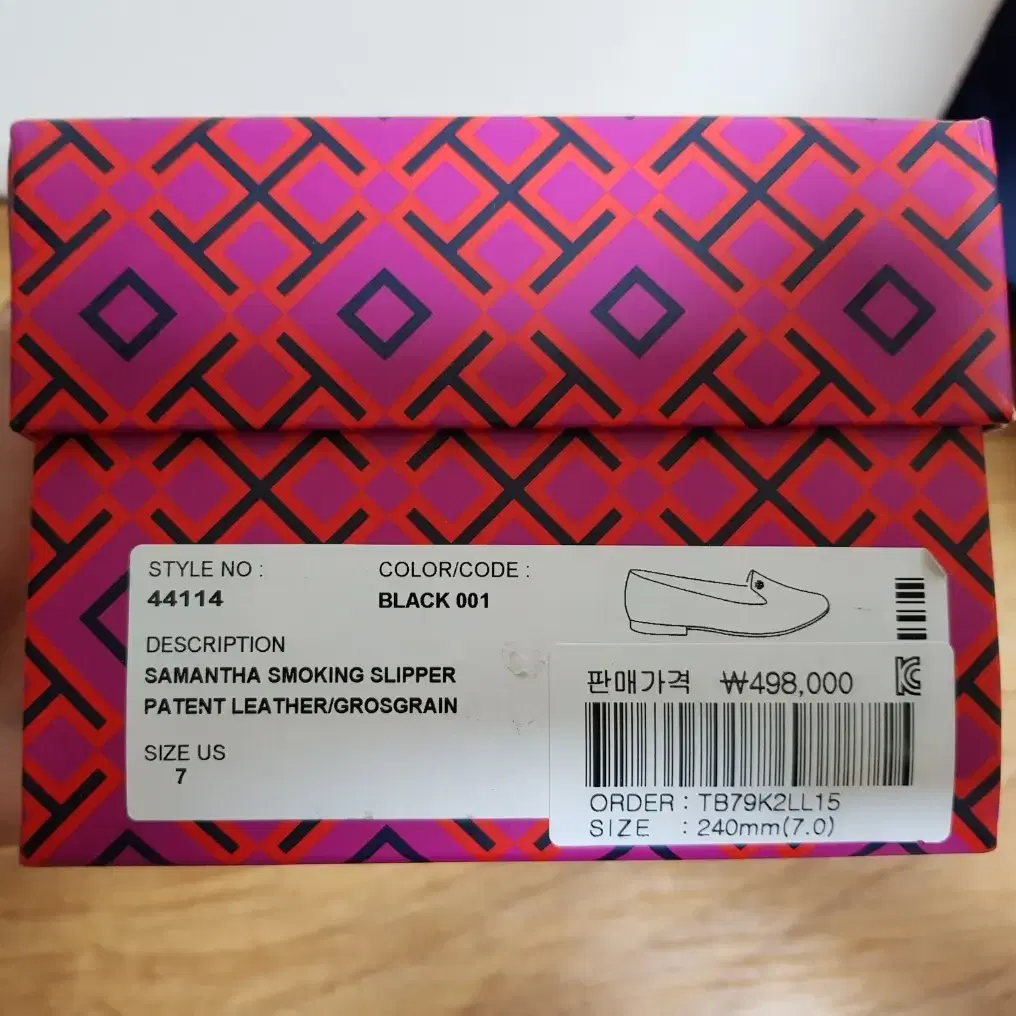 STYLE NO :
44114
COLOR/CODE :
BLACK 001
DESCRIPTION
SAMANTHA SMOKING SLIPPER
PATENT LEATHER/GROSGRAIN
SIZE US
7
판매가격 ₩498,000
ORDER : TB79K2LL15
SIZE : 240mm(7.0)